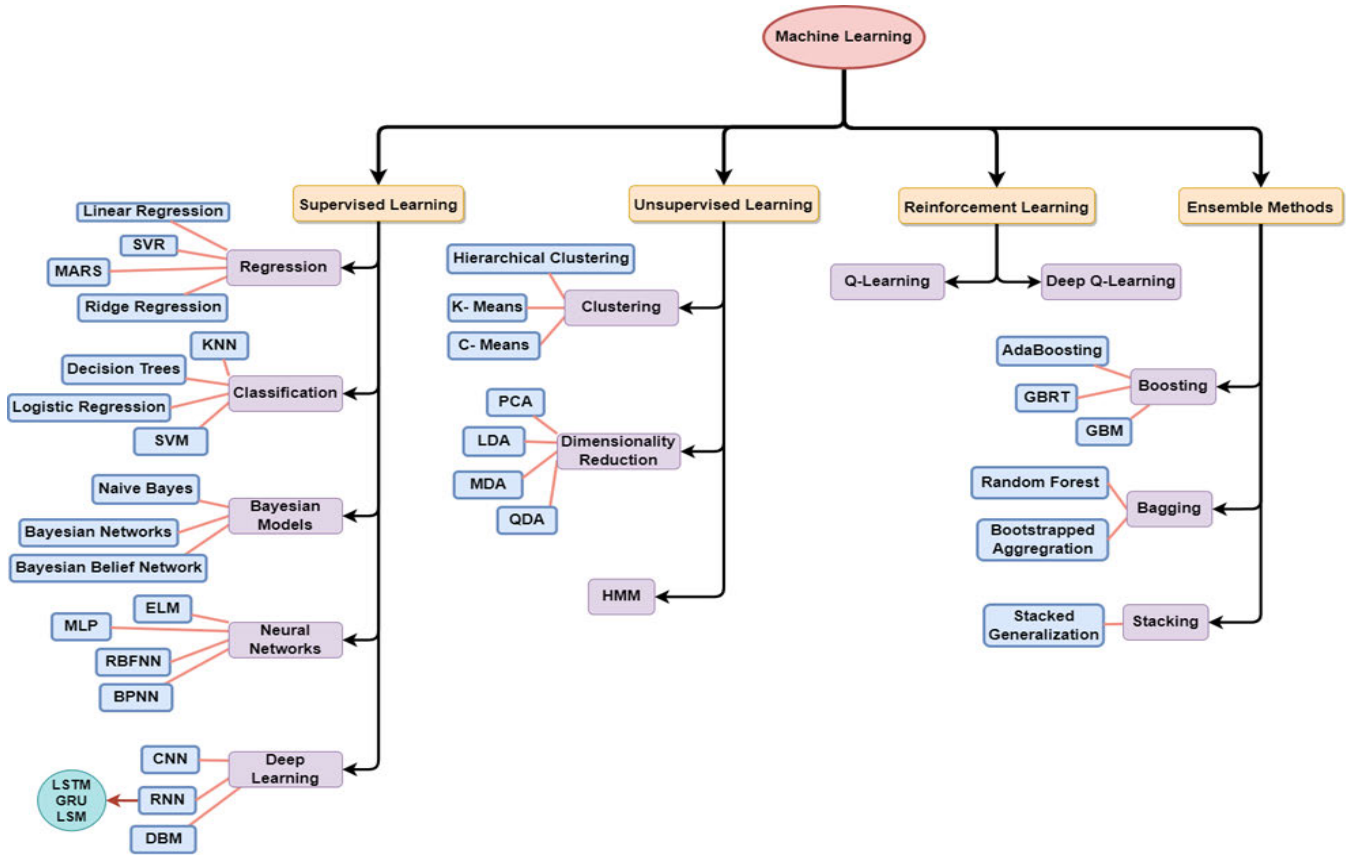 Machine Learning
Supervised Learning
Unsupervised Learning
Reinforcement Learning
Ensemble Methods
Linear Regression
SVR
MARS
Ridge Regression
Regression
KNN
Decision Trees
Logistic Regression
SVM
Classification
Naive Bayes
Bayesian Networks
Bayesian Belief Network
Bayesian
Models
ELM
MLP
RBFNN
BPNN
Neural
Networks
CNN
RNN
DBM
Deep
Learning
LSTM
GRU
LSM
Hierarchical Clustering
K- Means
C- Means
Clustering
PCA
LDA
MDA
QDA
Dimensionality
Reduction
HMM
Q-Learning
Deep Q-Learning
AdaBoosting
GBRT
GBM
Boosting
Random Forest
Bootstrapped
Aggregration
Bagging
Stacked
Generalization
Stacking